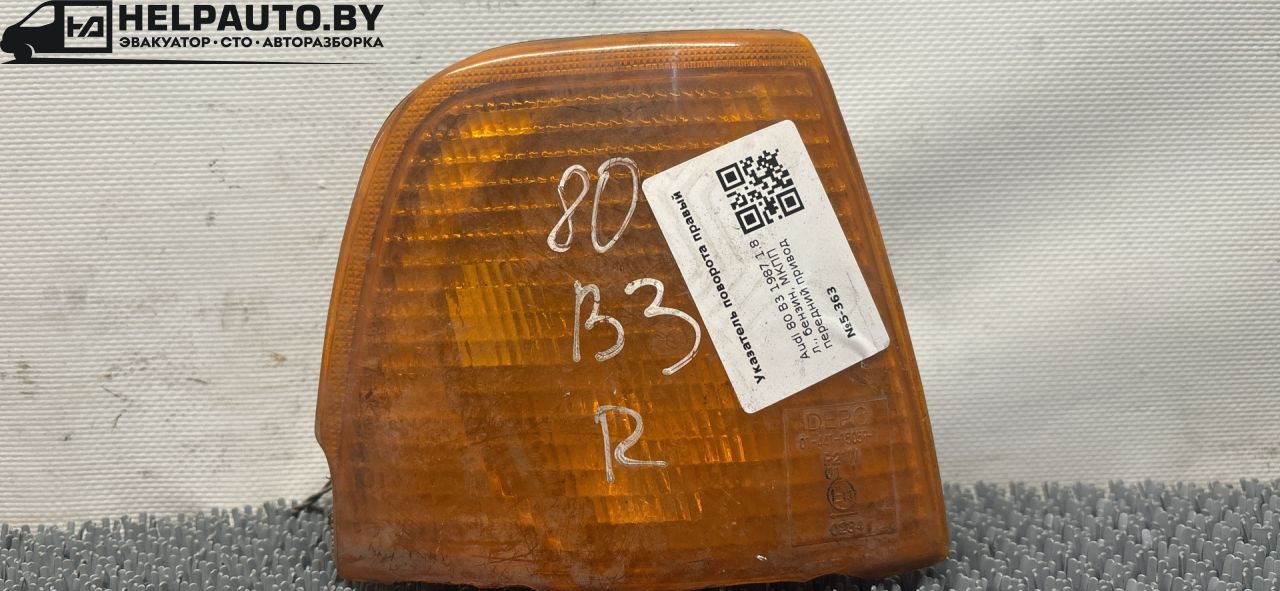 HELPAUTO.BY
ЭВАКУАТОР • СТО • АВТОРАЗБОРКА
80
B3
R
Указатель поворота правый
Audi 80 B3 1987 1.8
л., бензин, МКПП
передний привод
№5-363
DEPO